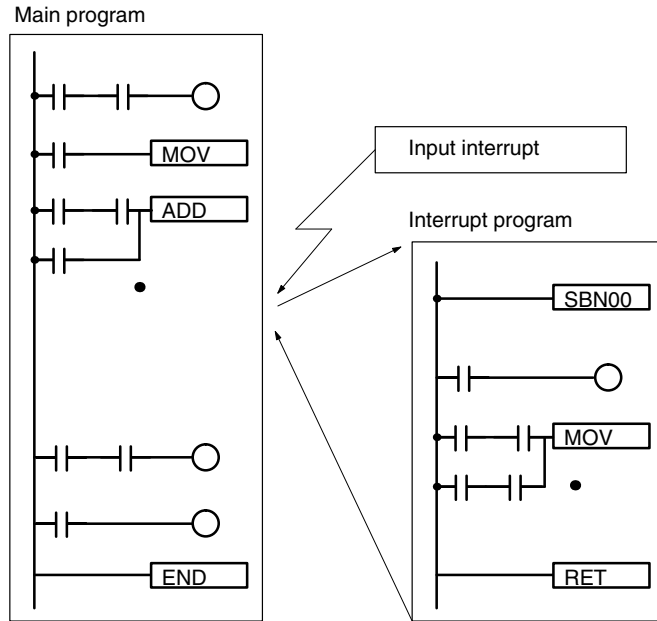 Main program
MOV
ADD
END
Input interrupt
Interrupt program
SBN00
MOV
RET